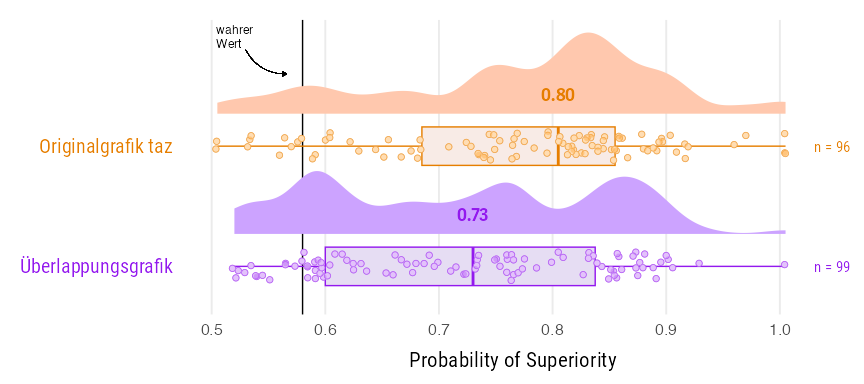 wahrer
Wert
0.80
Originalgrafik taz
n = 96
0.73
Überlappungsgrafik
n = 99
0.5 0.6 0.7 0.8 0.9 1.0
Probability of Superiority